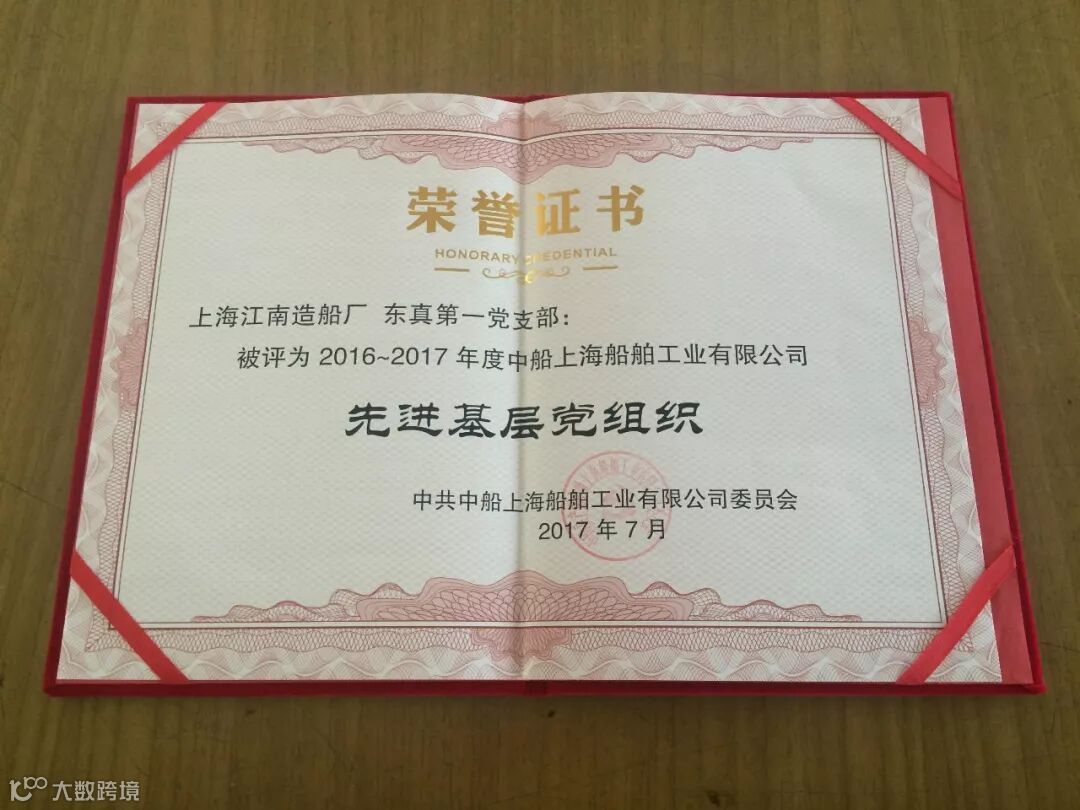 荣誉证书
HONORARY CREDENTIAL
上海江南造船厂 东真第一党支部：
被评为 2016~2017 年度中船上海船舶工业有限公司
先进基层党组织
中共中船上海船舶工业有限公司委员会
2017 年 7 月
大数跨境